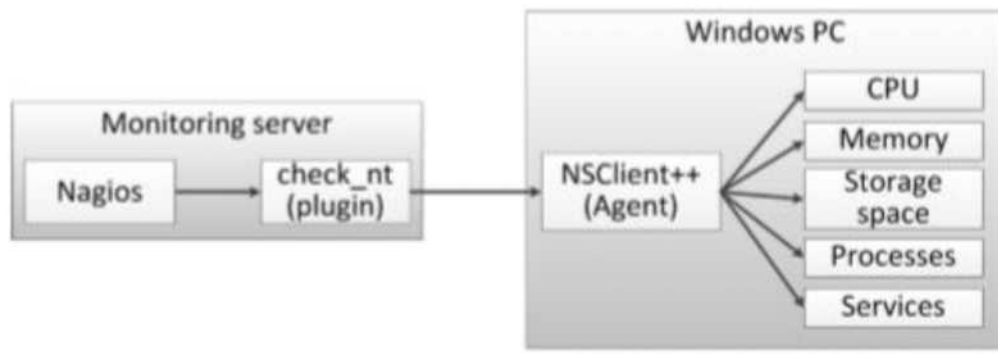 Windows PC
Monitoring server
Nagios
check_nt
(plugin)
NSClient++
(Agent)
CPU
Memory
Storage
space
Processes
Services